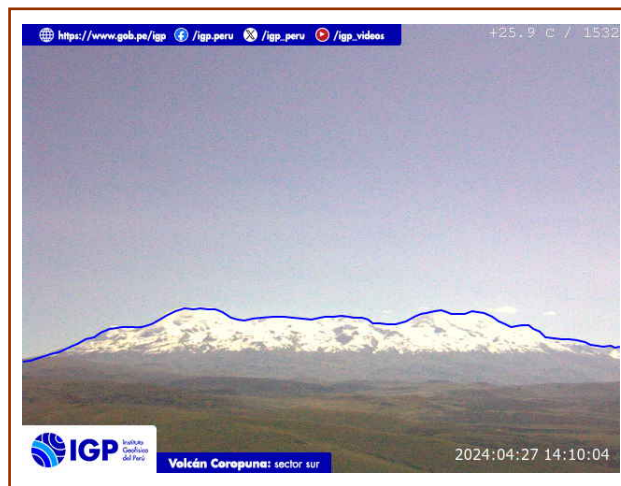 https://www.gob.pe/igp /igp.peru /igp_peru /igp_videos
+25.9 C / 1532
IGP
Instituto
Geofísico
del Perú
Volcán Coropuna: sector sur
2024:04:27 14:10:04